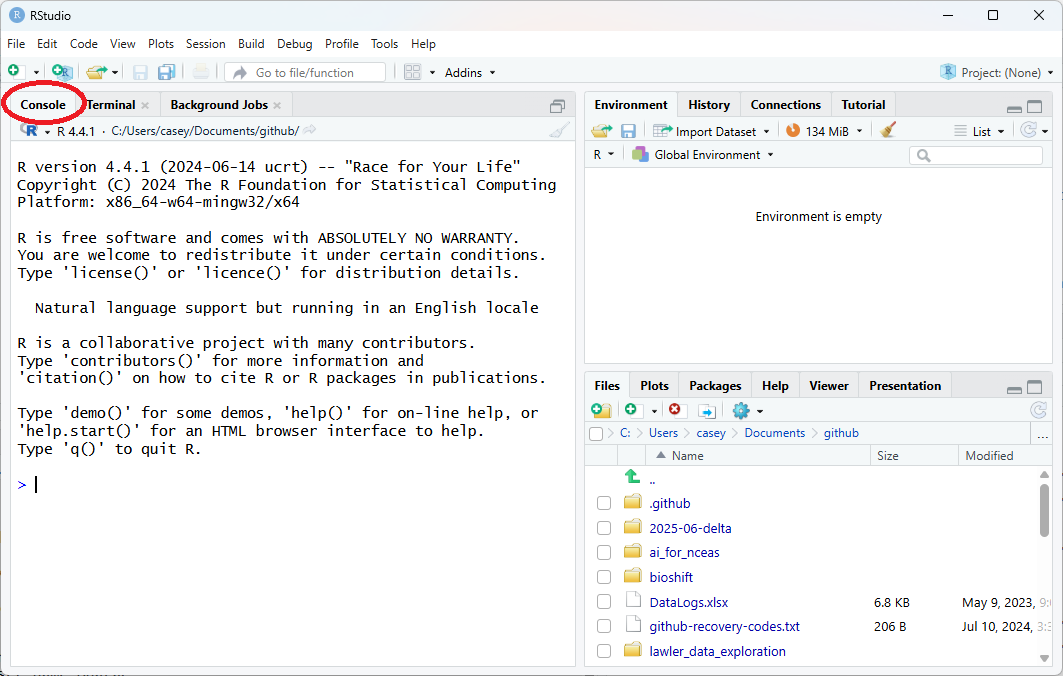 RStudio
File Edit Code View Plots Session Build Debug Profile Tools Help
Go to file/function Addins Project: (None)
Console Terminal Background Jobs
R 4.4.1 · C:/Users/casey/Documents/github/
R version 4.4.1 (2024-06-14 ucrt) -- "Race for Your Life"
Copyright (C) 2024 The R Foundation for Statistical Computing
Platform: x86_64-w64-mingw32/x64
R is free software and comes with ABSOLUTELY NO WARRANTY.
You are welcome to redistribute it under certain conditions.
Type 'license()' or 'licence()' for distribution details.
Natural language support but running in an English locale
R is a collaborative project with many contributors.
Type 'contributors()' for more information and
'citation()' on how to cite R or R packages in publications.
Type 'demo()' for some demos, 'help()' for on-line help, or
'help.start()' for an HTML browser interface to help.
Type 'q()' to quit R.
>
Environment History Connections Tutorial
Import Dataset 134 MiB List
R Global Environment
Environment is empty
Files Plots Packages Help Viewer Presentation
C: Users casey Documents github ...
Name Size Modified
..
.github
2025-06-delta
ai_for_nceas
bioshift
DataLogs.xlsx 6.8 KB May 9, 2023,
github-recovery-codes.txt 206 B Jul 10, 2024,
lawler_data_exploration